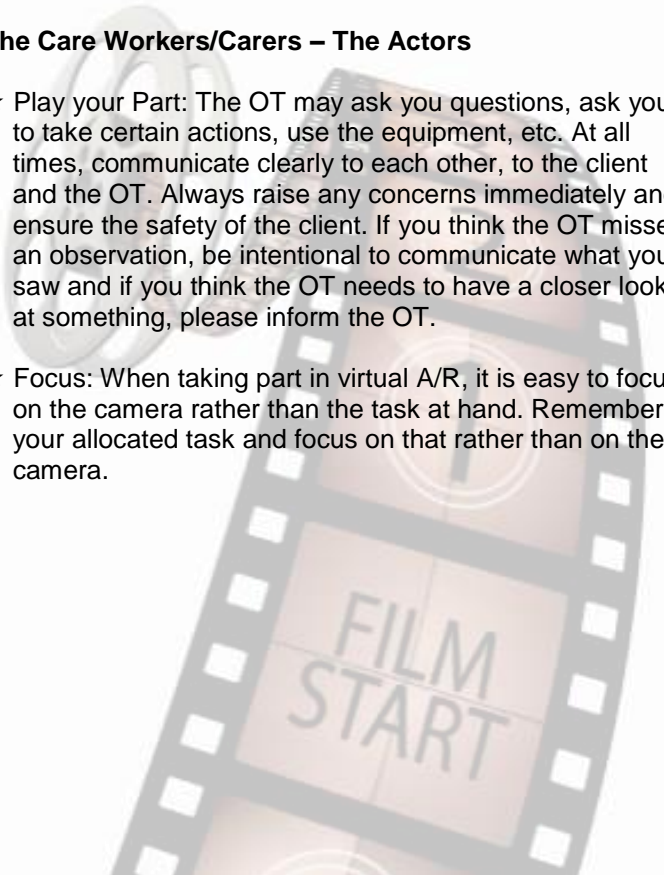 he Care Workers/Carers – The Actors
Play your Part: The OT may ask you questions, ask you
to take certain actions, use the equipment, etc. At all
times, communicate clearly to each other, to the client
and the OT. Always raise any concerns immediately an
ensure the safety of the client. If you think the OT misse
an observation, be intentional to communicate what you
saw and if you think the OT needs to have a closer look
at something, please inform the OT.
Focus: When taking part in virtual A/R, it is easy to focu
on the camera rather than the task at hand. Remember
your allocated task and focus on that rather than on the
camera.
2
1
FILM
START